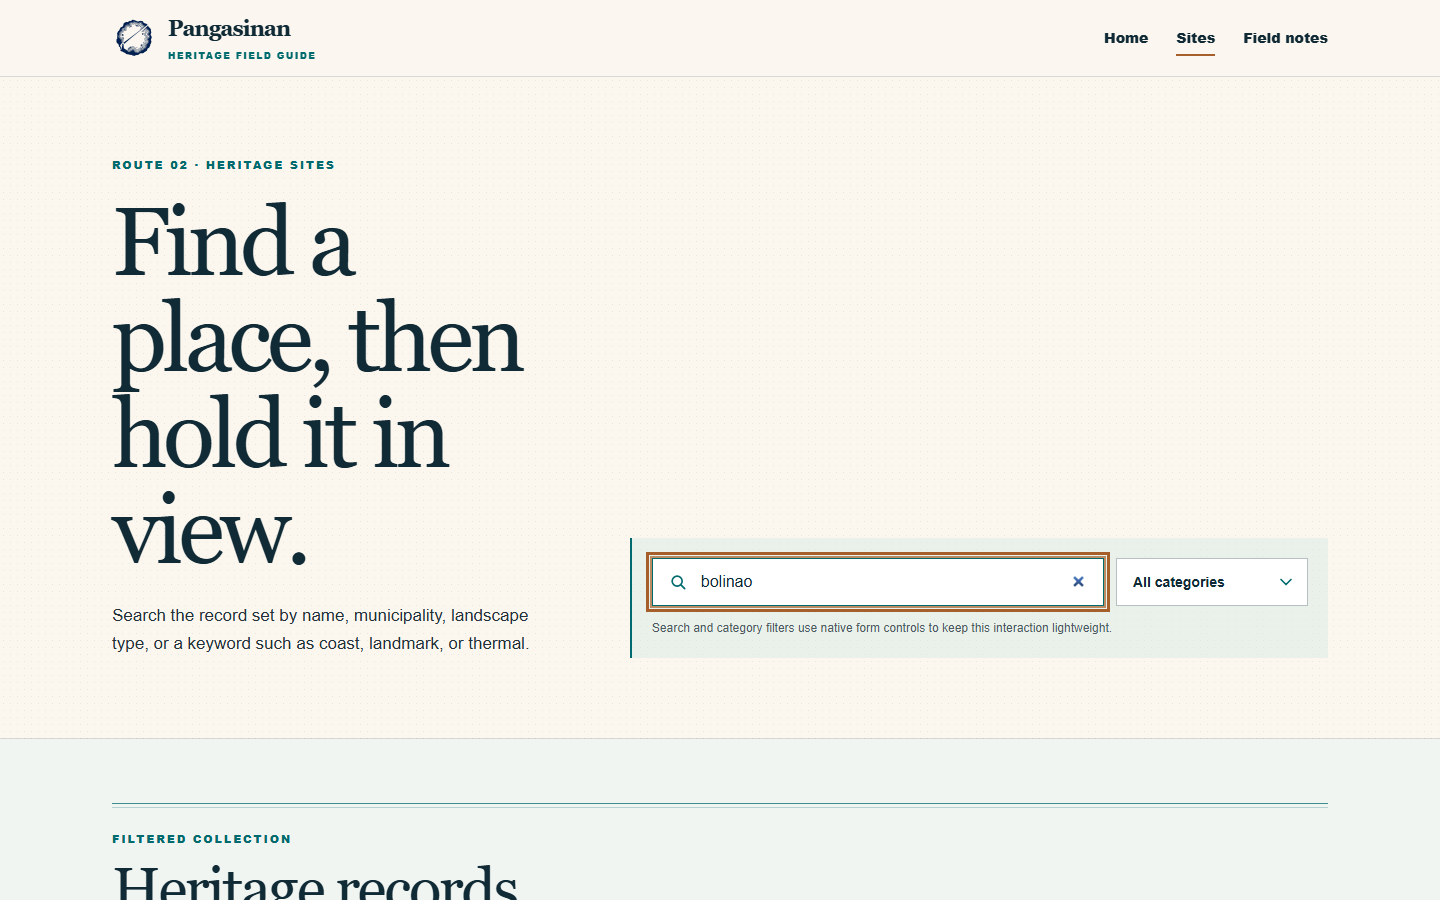 Pangasinan
HERITAGE FIELD GUIDE
Home
Sites
Field notes
ROUTE 02 · HERITAGE SITES
Find a
place, then
hold it in
view.
Search the record set by name, municipality, landscape
type, or a keyword such as coast, landmark, or thermal.
bolinao
All categories
Search and category filters use native form controls to keep this interaction lightweight.
FILTERED COLLECTION
Heritage records